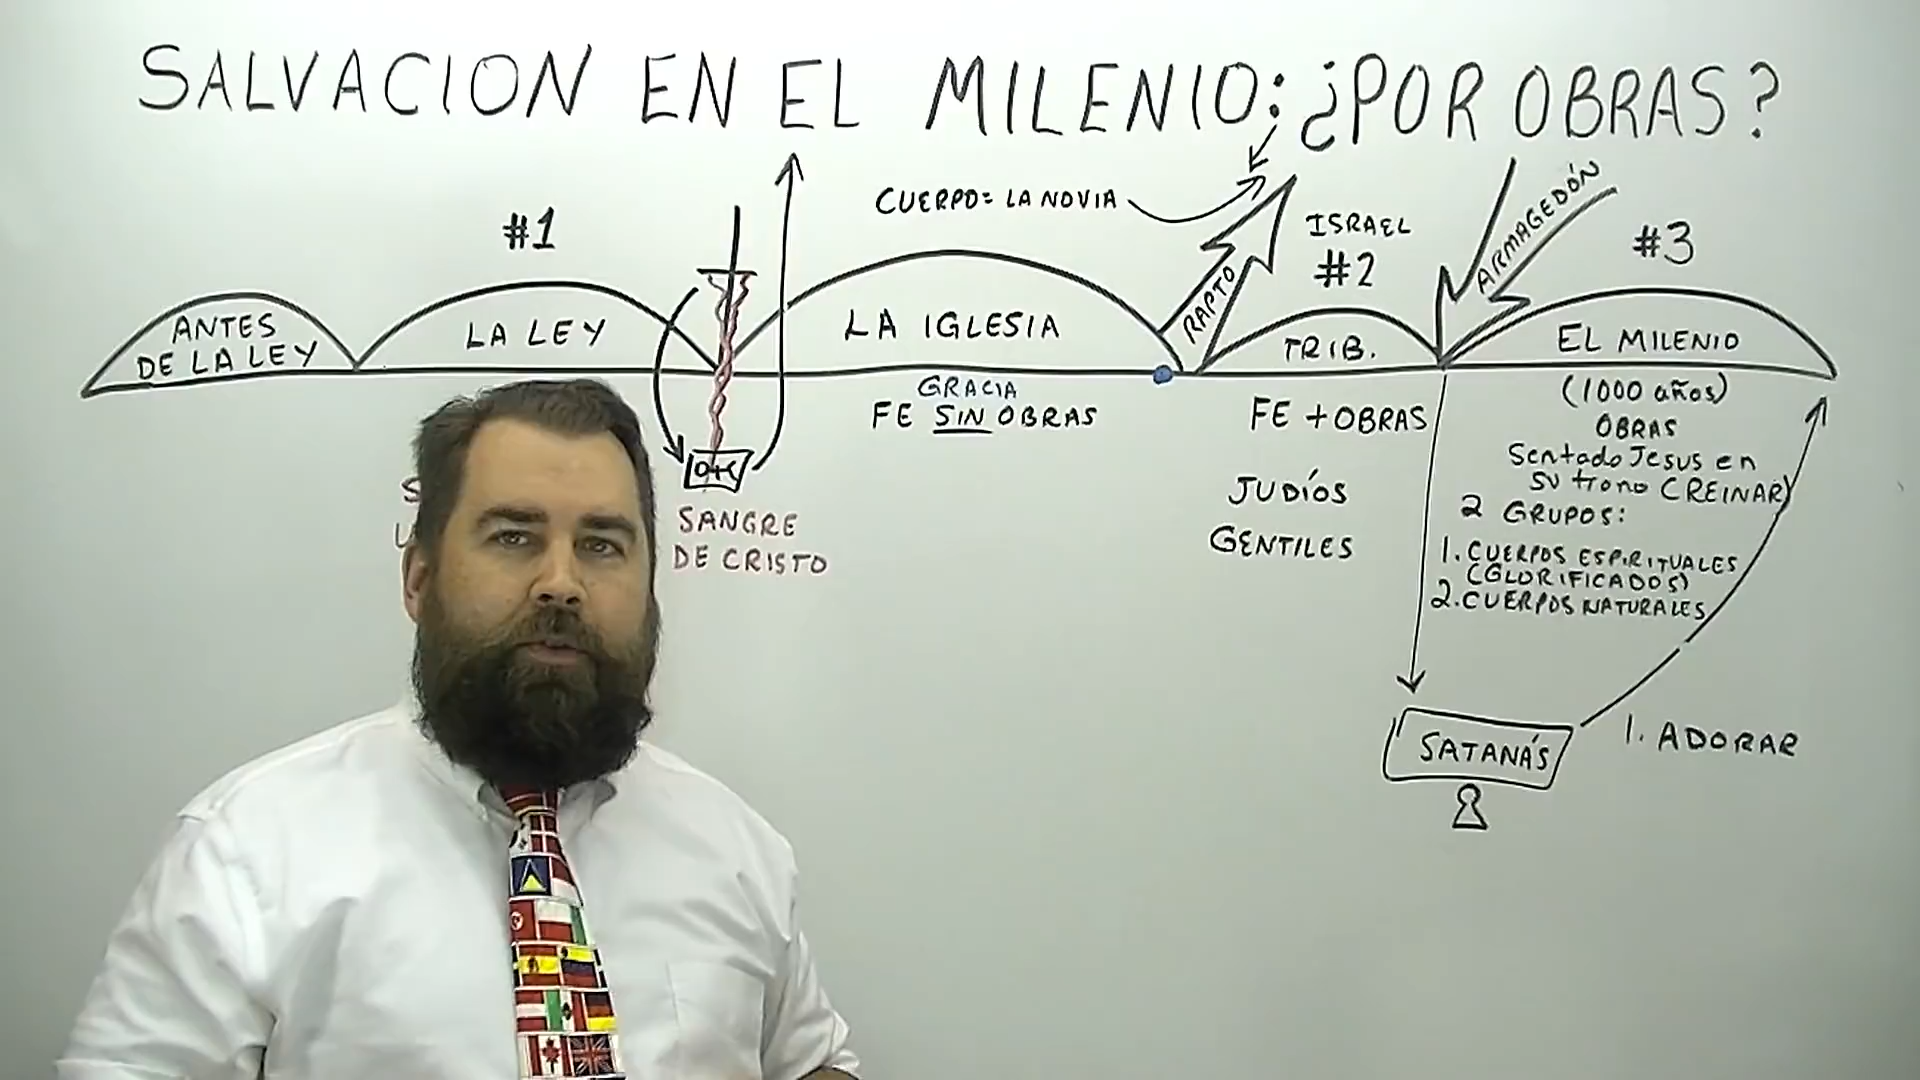 SALVACION EN EL MILENIO: ¿POR OBRAS?
CUERPO= LA NOVIA
#1
ISRAEL
#2
ARMAGEDÓN
#3
RAPTO
ANTES
DE LA LEY
LA LEY
LA IGLESIA
TRIB.
EL MILENIO
GRACIA
FE SIN OBRAS
FE + OBRAS
JUDÍOS
GENTILES
(1000 años)
OBRAS
Sentado Jesus en
su trono (REINAR)
2 GRUPOS:
1. CUERPOS ESPIRITUALES
(GLORIFICADOS)
2. CUERPOS NATURALES
SANGRE
DE CRISTO
SATANÁS
1. ADORAR